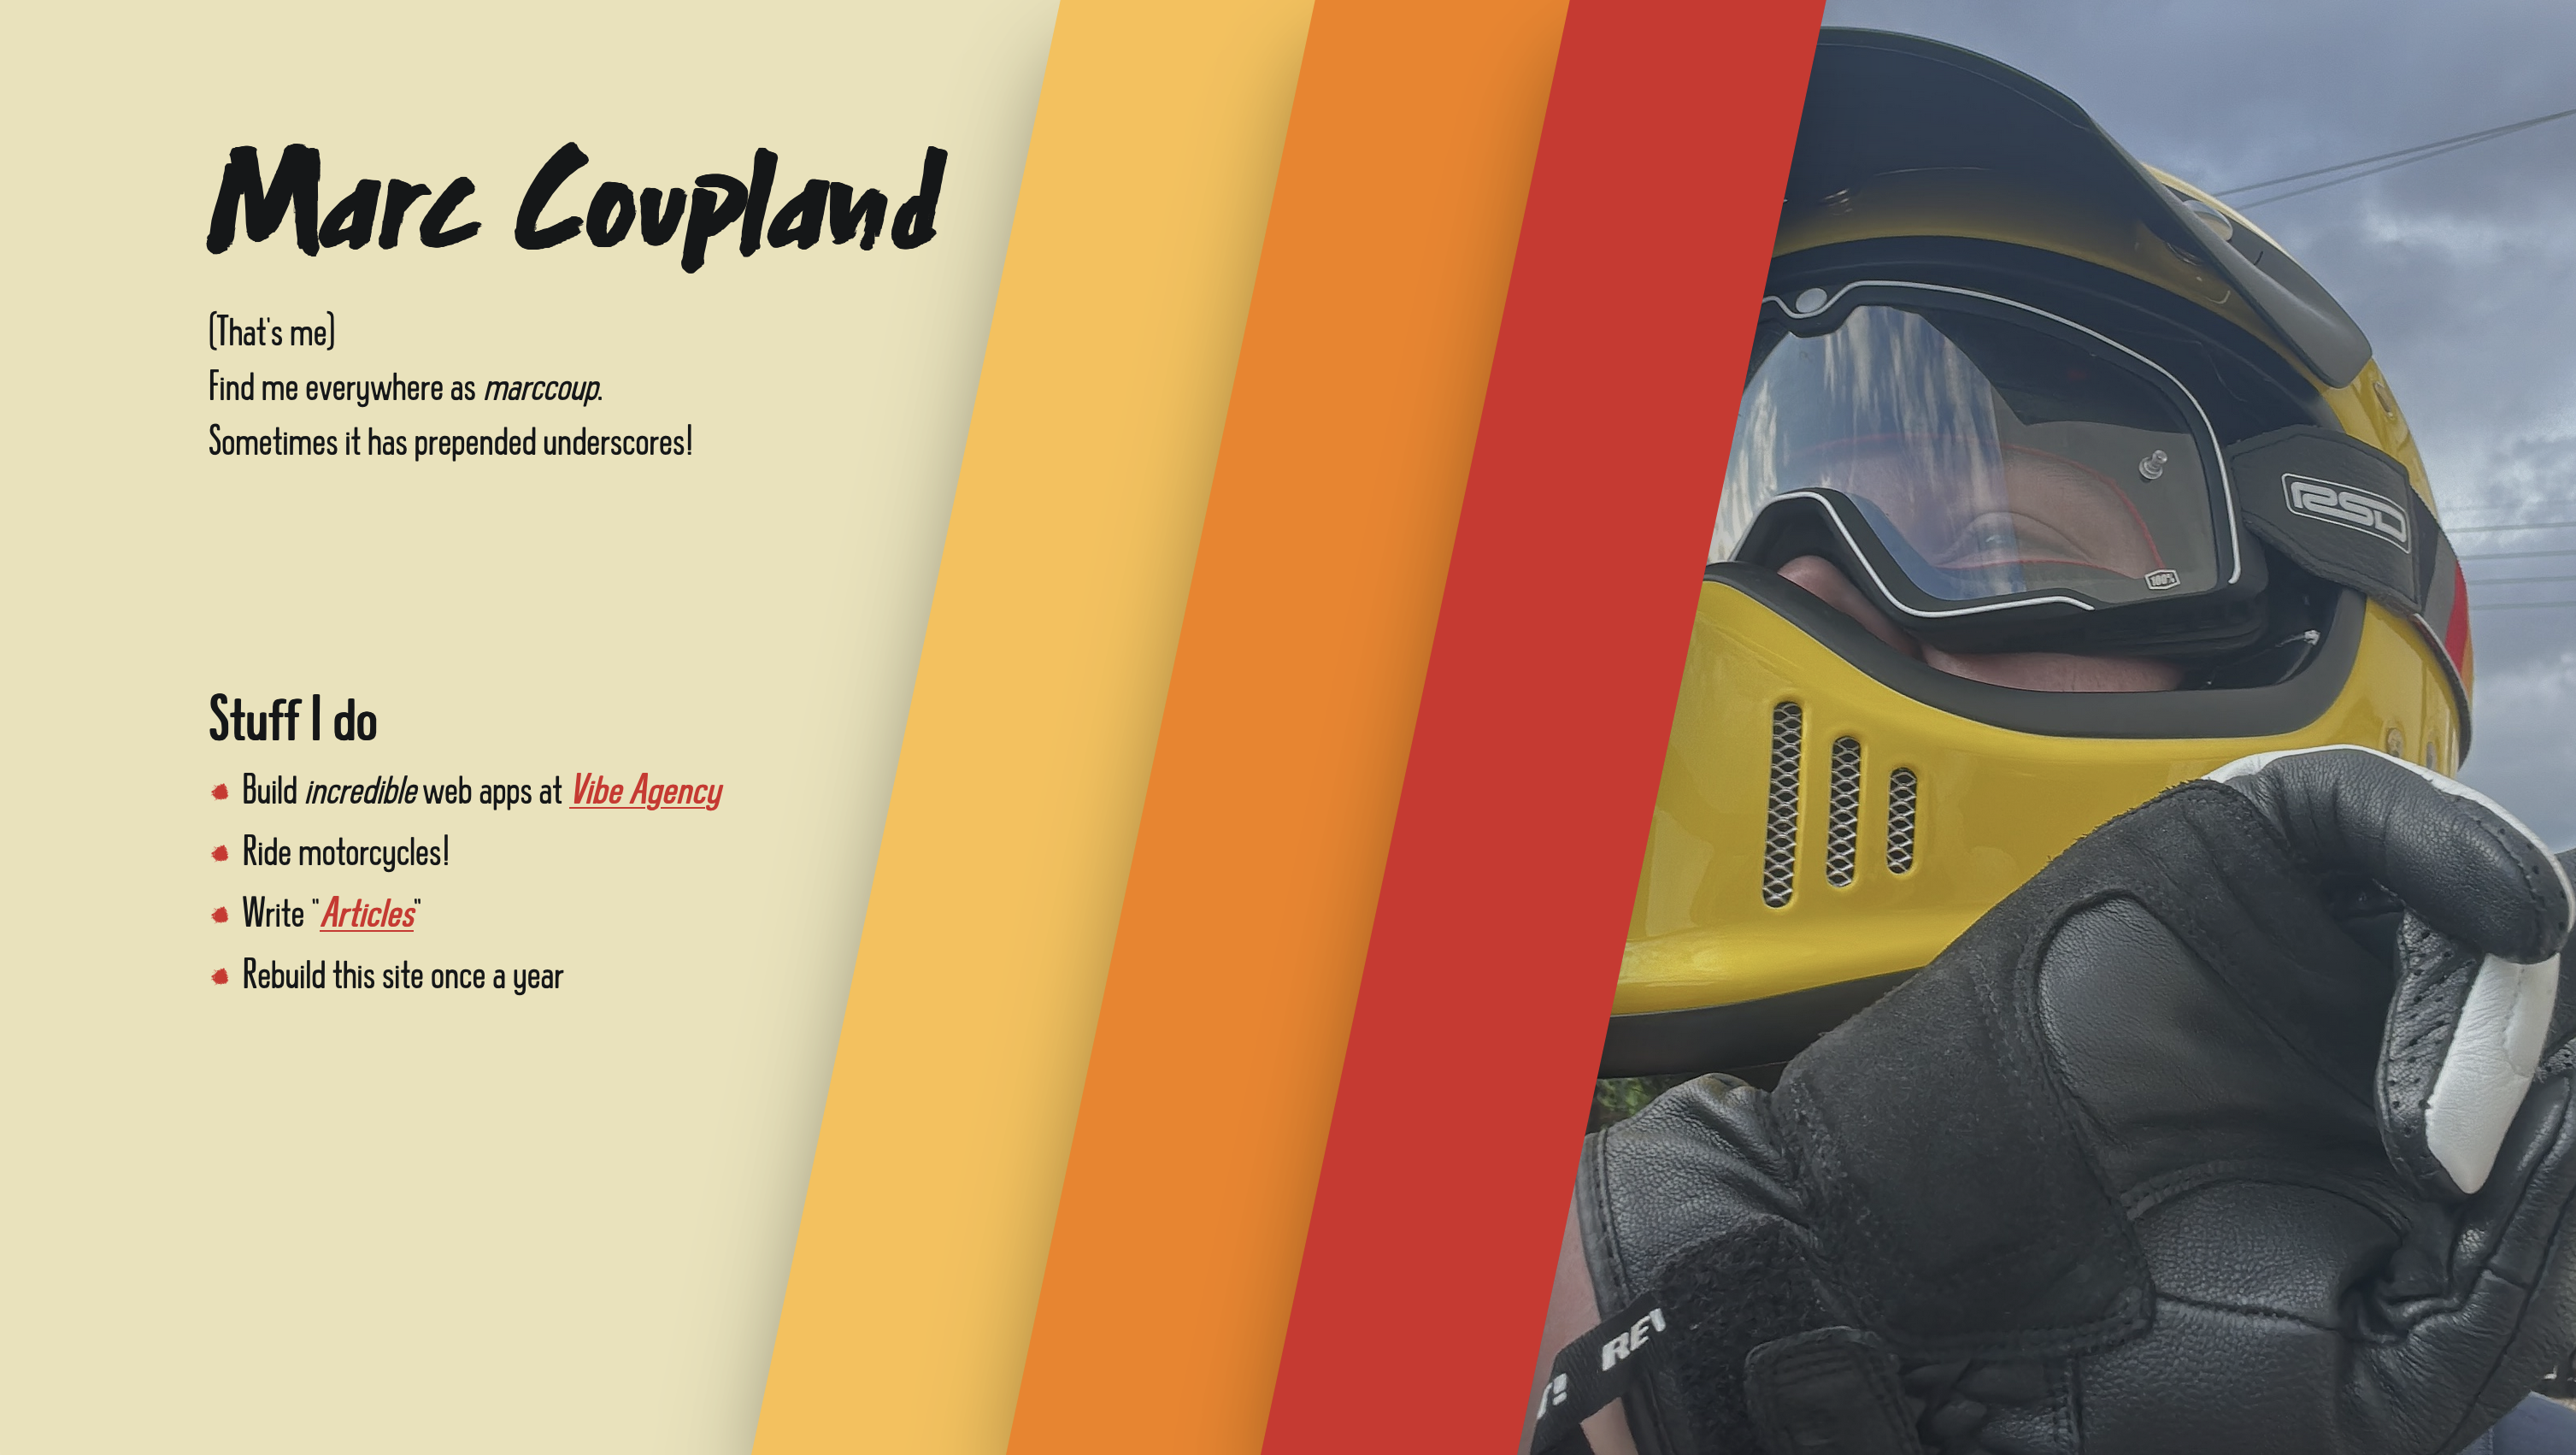 Marc Coupland
(That's me)
Find me everywhere as marccoup.
Sometimes it has prepended underscores!
Stuff I do
Build incredible web apps at Vibe Agency
Ride motorcycles!
Write "Articles"
Rebuild this site once a year
RSD
100%